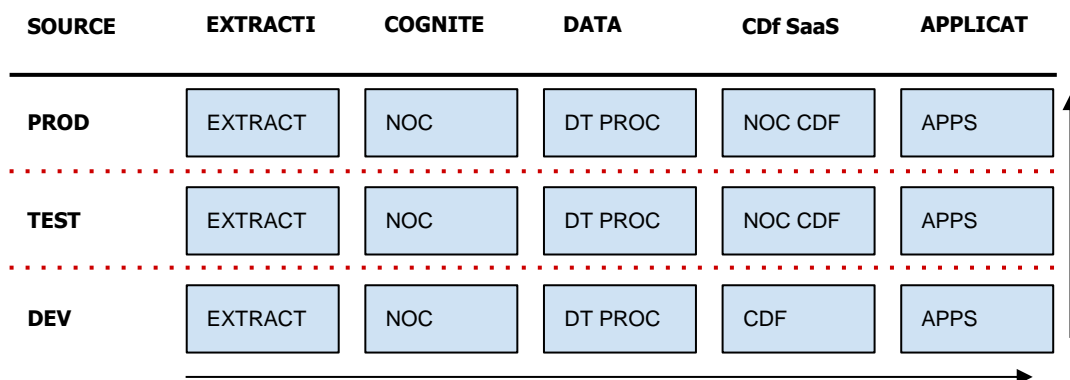 SOURCE EXTRACTI COGNITE DATA CDf SaaS APPLICAT
PROD EXTRACT NOC DT PROC NOC CDF APPS
TEST EXTRACT NOC DT PROC NOC CDF APPS
DEV EXTRACT NOC DT PROC CDF APPS